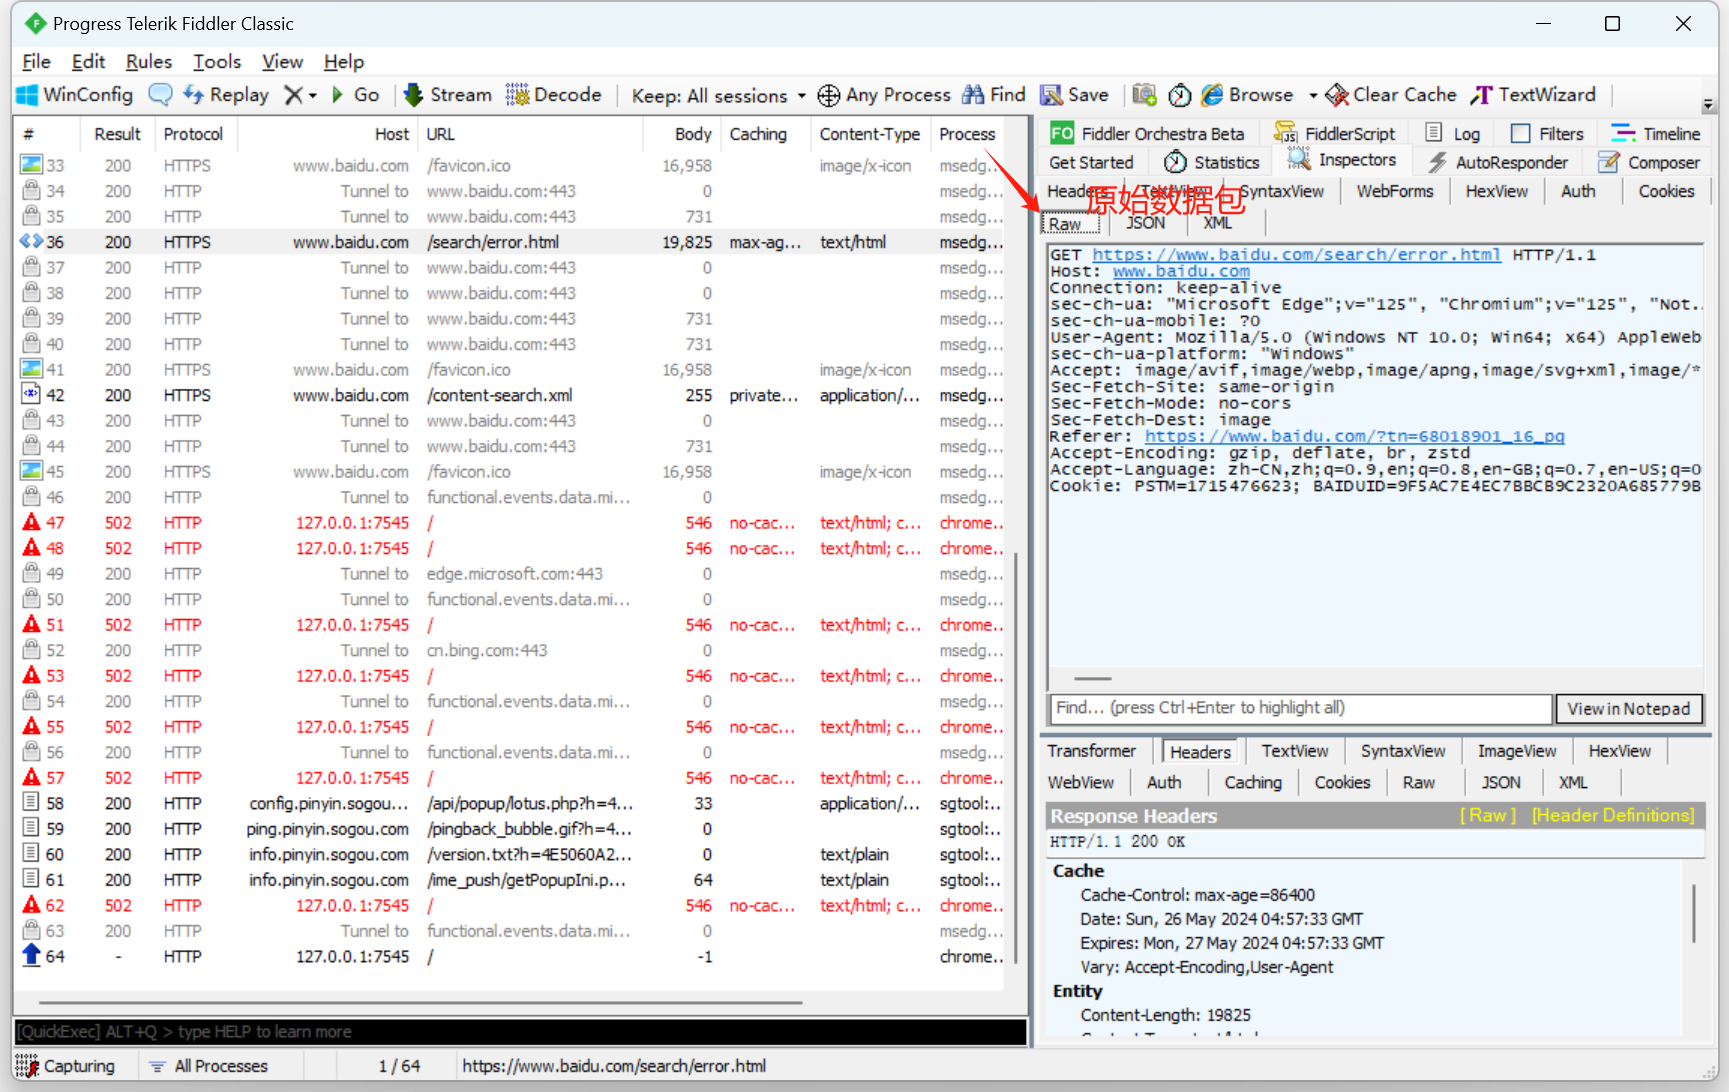 Progress Telerik Fiddler Classic
File Edit Rules Tools View Help
WinConfig Replay Go Stream Decode Keep: All sessions Any Process Find Save Browse Clear Cache TextWizard
# Result Protocol Host URL Body Caching Content-Type Process
33 200 HTTPS www.baidu.com /favicon.ico 16,958 image/x-icon msedg...
34 200 HTTP Tunnel to www.baidu.com:443 0 msedg...
35 200 HTTP Tunnel to www.baidu.com:443 731 msedg...
36 200 HTTPS www.baidu.com /search/error.html 19,825 max-ag... text/html msedg...
37 200 HTTP Tunnel to www.baidu.com:443 0 msedg...
38 200 HTTP Tunnel to www.baidu.com:443 0 msedg...
39 200 HTTP Tunnel to www.baidu.com:443 731 msedg...
40 200 HTTP Tunnel to www.baidu.com:443 731 msedg...
41 200 HTTPS www.baidu.com /favicon.ico 16,958 image/x-icon msedg...
42 200 HTTPS www.baidu.com /content-search.xml 255 private... application/... msedg...
43 200 HTTP Tunnel to www.baidu.com:443 0 msedg...
44 200 HTTP Tunnel to www.baidu.com:443 731 msedg...
45 200 HTTPS www.baidu.com /favicon.ico 16,958 image/x-icon msedg...
46 200 HTTP Tunnel to functional.events.data.mi... 0 msedg...
47 502 HTTP 127.0.0.1:7545 / 546 no-cac... text/html; c... chrome..
48 502 HTTP 127.0.0.1:7545 / 546 no-cac... text/html; c... chrome..
49 200 HTTP Tunnel to edge.microsoft.com:443 0 msedg...
50 200 HTTP Tunnel to functional.events.data.mi... 0 msedg...
51 502 HTTP 127.0.0.1:7545 / 546 no-cac... text/html; c... chrome..
52 200 HTTP Tunnel to cn.bing.com:443 0 msedg...
53 502 HTTP 127.0.0.1:7545 / 546 no-cac... text/html; c... chrome..
54 200 HTTP Tunnel to functional.events.data.mi... 0 msedg...
55 502 HTTP 127.0.0.1:7545 / 546 no-cac... text/html; c... chrome..
56 200 HTTP Tunnel to functional.events.data.mi... 0 msedg...
57 502 HTTP 127.0.0.1:7545 / 546 no-cac... text/html; c... chrome..
58 200 HTTP config.pinyin.sogou... /api/popup/lotus.php?h=4... 33 application/... sgtool:..
59 200 HTTP ping.pinyin.sogou.com /pingback_bubble.gif?h=4... 0 sgtool:..
60 200 HTTP info.pinyin.sogou.com /version.txt?h=4E5060A2... 0 text/plain sgtool:..
61 200 HTTP info.pinyin.sogou.com /ime_push/getPopupIni.p... 64 text/plain sgtool:..
62 502 HTTP 127.0.0.1:7545 / 546 no-cac... text/html; c... chrome..
63 200 HTTP Tunnel to functional.events.data.mi... 0 msedg...
64 - HTTP 127.0.0.1:7545 / -1 chrome..
[QuickExec] ALT+Q > type HELP to learn more
Capturing All Processes 1 / 64 https://www.baidu.com/search/error.html
FO Fiddler Orchestra Beta FiddlerScript Log Filters Timeline
Get Started Statistics Inspectors AutoResponder Composer
Headers TextView SyntaxView WebForms HexView Auth Cookies
原始数据包
Raw JSON XML
GET https://www.baidu.com/search/error.html HTTP/1.1
Host: www.baidu.com
Connection: keep-alive
sec-ch-ua: "Microsoft Edge";v="125", "Chromium";v="125", "Not..
sec-ch-ua-mobile: ?0
User-Agent: Mozilla/5.0 (Windows NT 10.0; Win64; x64) AppleWeb
sec-ch-ua-platform: "Windows"
Accept: image/avif,image/webp,image/apng,image/svg+xml,image/*
Sec-Fetch-Site: same-origin
Sec-Fetch-Mode: no-cors
Sec-Fetch-Dest: image
Referer: https://www.baidu.com/?tn=68018901_16_pg
Accept-Encoding: gzip, deflate, br, zstd
Accept-Language: zh-CN,zh;q=0.9,en;q=0.8,en-GB;q=0.7,en-US;q=0
Cookie: PSTM=1715476623; BAIDUID=9F5AC7E4EC7BBCB9C2320A685779B
Find... (press Ctrl+Enter to highlight all) View in Notepad
Transformer Headers TextView SyntaxView ImageView HexView
WebView Auth Caching Cookies Raw JSON XML
Response Headers [ Raw ] [Header Definitions]
HTTP/1.1 200 OK
Cache
Cache-Control: max-age=86400
Date: Sun, 26 May 2024 04:57:33 GMT
Expires: Mon, 27 May 2024 04:57:33 GMT
Vary: Accept-Encoding,User-Agent
Entity
Content-Length: 19825